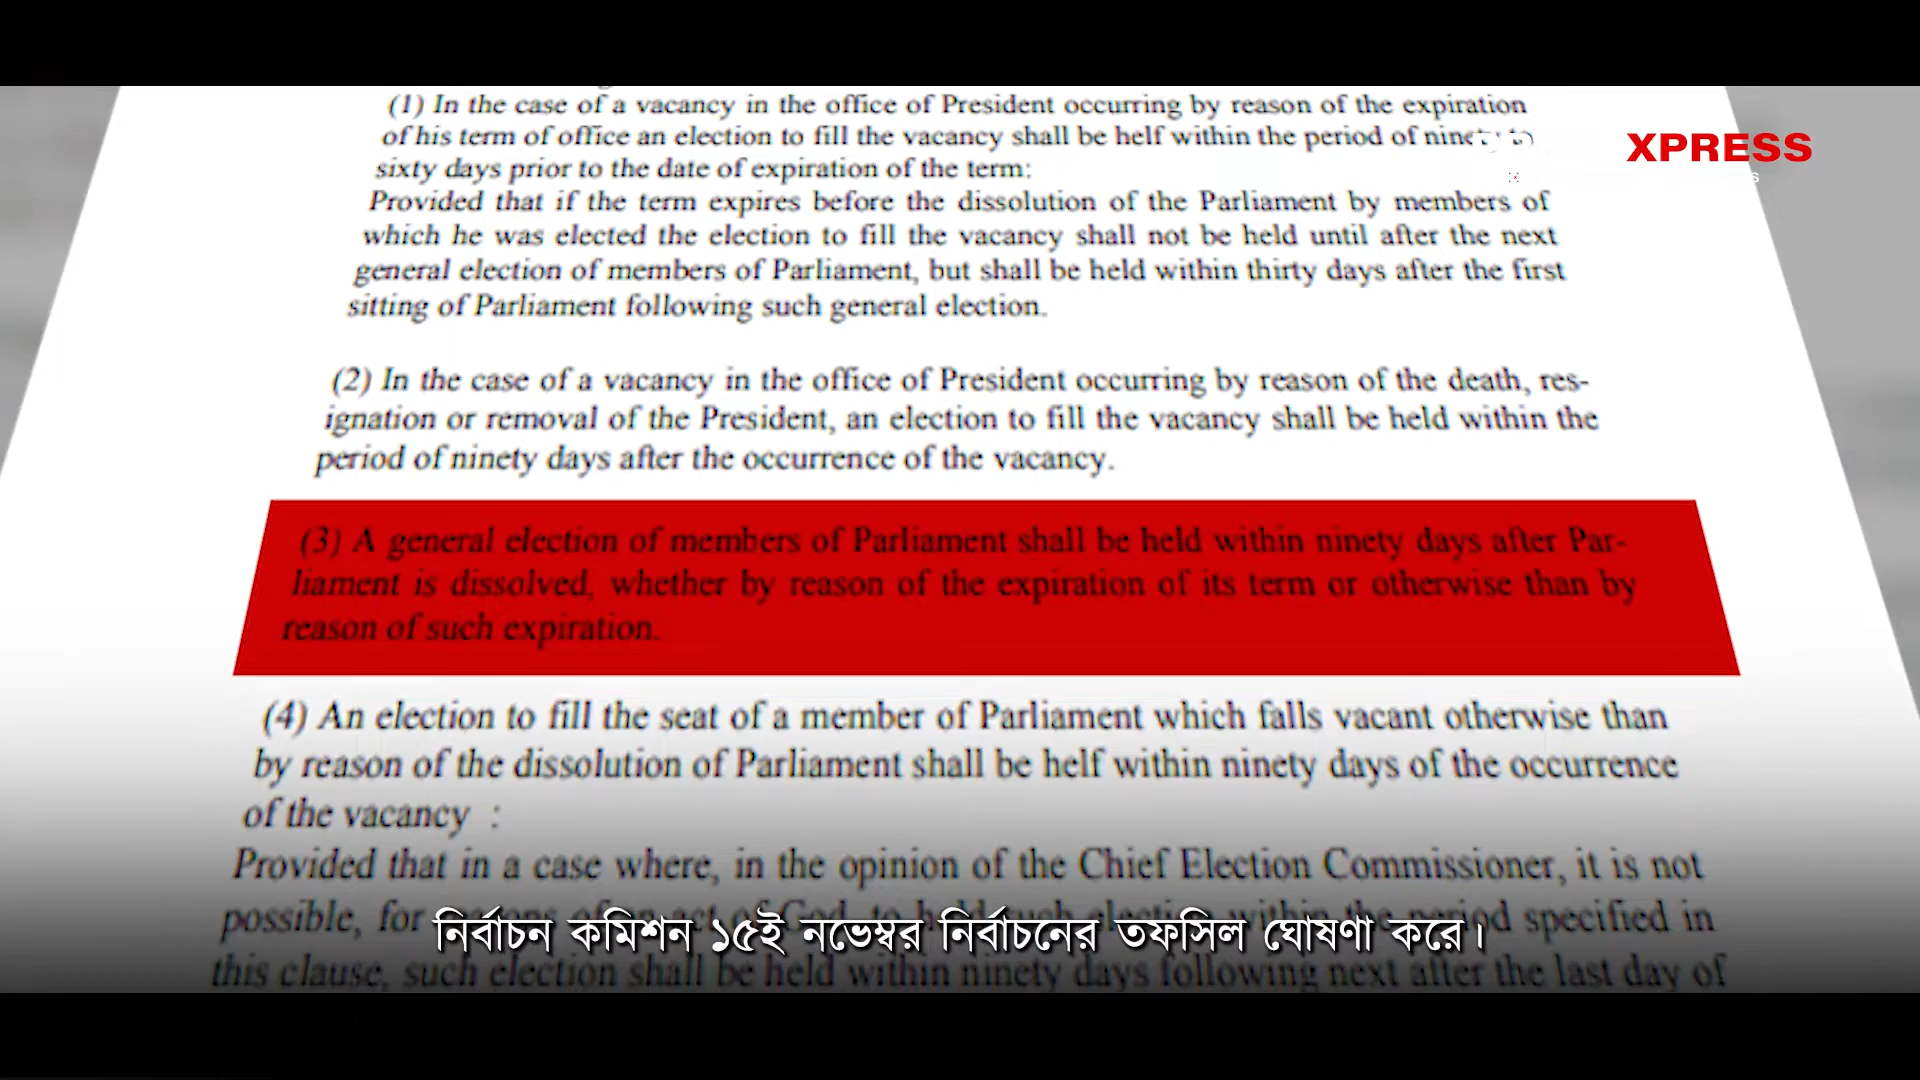 (1) In the case of a vacancy in the office of President occurring by reason of the expiration
of his term of office an election to fill the vacancy shall be helf within the period of ninety to
XPRESS
sixty days prior to the date of expiration of the term:
Provided that if the term expires before the dissolution of the Parliament by members of
which he was elected the election to fill the vacancy shall not be held until after the next
general election of members of Parliament, but shall be held within thirty days after the first
sitting of Parliament following such general election.
(2) In the case of a vacancy in the office of President occurring by reason of the death, res-
ignation or removal of the President, an election to fill the vacancy shall be held within the
period of ninety days after the occurrence of the vacancy.
(3) A general election of members of Parliament shall be held within ninety days after Par-
liament is dissolved, whether by reason of the expiration of its term or otherwise than by
reason of such expiration.
(4) An election to fill the seat of a member of Parliament which falls vacant otherwise than
by reason of the dissolution of Parliament shall be helf within ninety days of the occurrence
of the vacancy :
Provided that in a case where, in the opinion of the Chief Election Commissioner, it is not
possible, for specified in
নির্বাচন কমিশন ১৫ই নভেম্বর নির্বাচনের তফসিল ঘোষণা করে।
this clause, such election shall be held within ninety days following next after the last day of